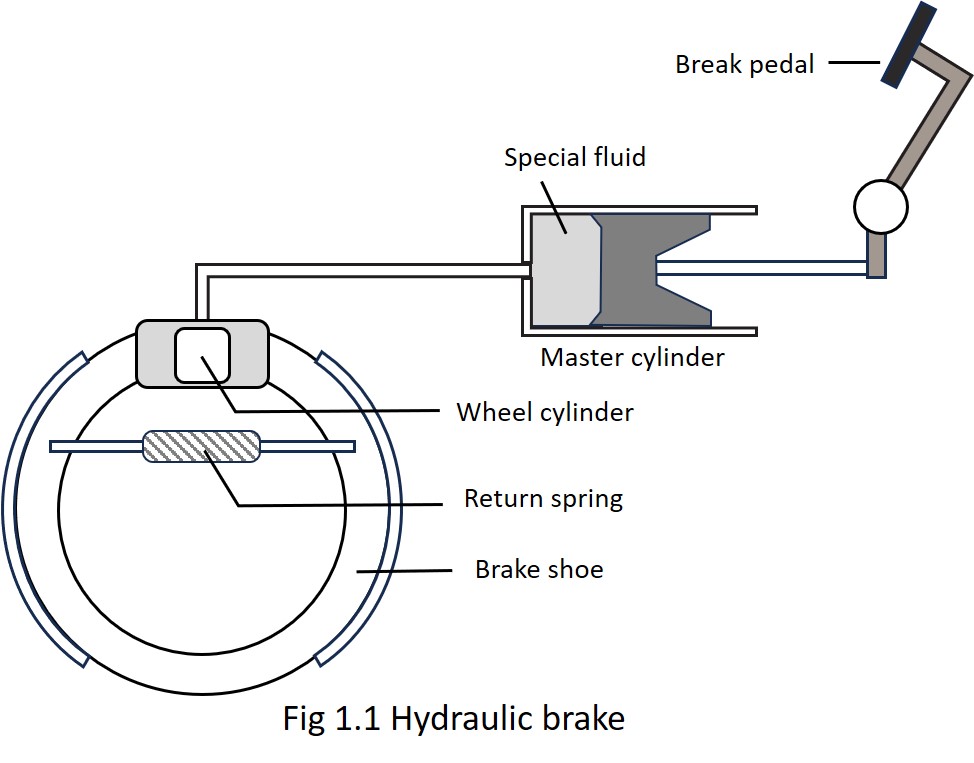 Break pedal
Special fluid
Master cylinder
Wheel cylinder
Return spring
Brake shoe
Fig 1.1 Hydraulic brake